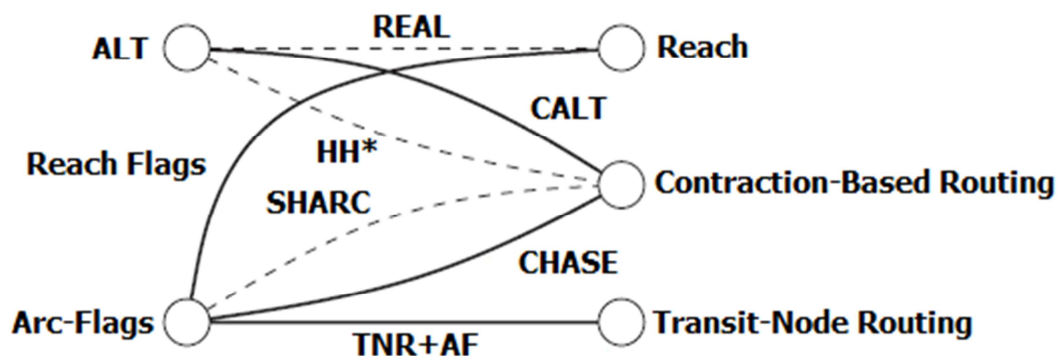 REAL
ALT
Reach
CALT
Reach Flags
HH*
Contraction-Based Routing
SHARC
CHASE
Arc-Flags
Transit-Node Routing
TNR+AF